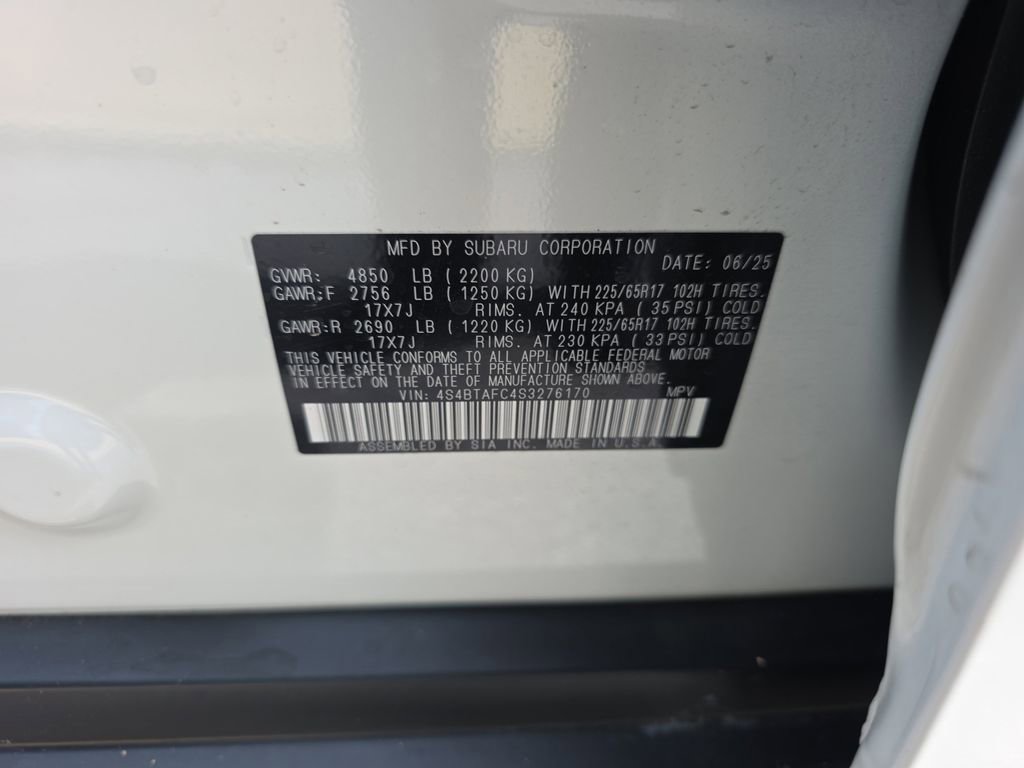 MFD BY SUBARU CORPORATION
DATE: 06/25
GVWR: 4850 LB (2200 KG)
GAWR:F 2756 LB (1250 KG) WITH 225/65R17 102H TIRES.
17X7J RIMS. AT 240 KPA (35 PSI) COLD
GAWR:R 2690 LB (1220 KG) WITH 225/65R17 102H TIRES.
17X7J RIMS. AT 230 KPA (33 PSI) COLD
THIS VEHICLE CONFORMS TO ALL APPLICABLE FEDERAL MOTOR
VEHICLE SAFETY AND THEFT PREVENTION STANDARDS
IN EFFECT ON THE DATE OF MANUFACTURE SHOWN ABOVE.
VIN: 4S4BTAFC4S3276170 MPV
ASSEMBLED BY SIA INC. MADE IN U.S.A.